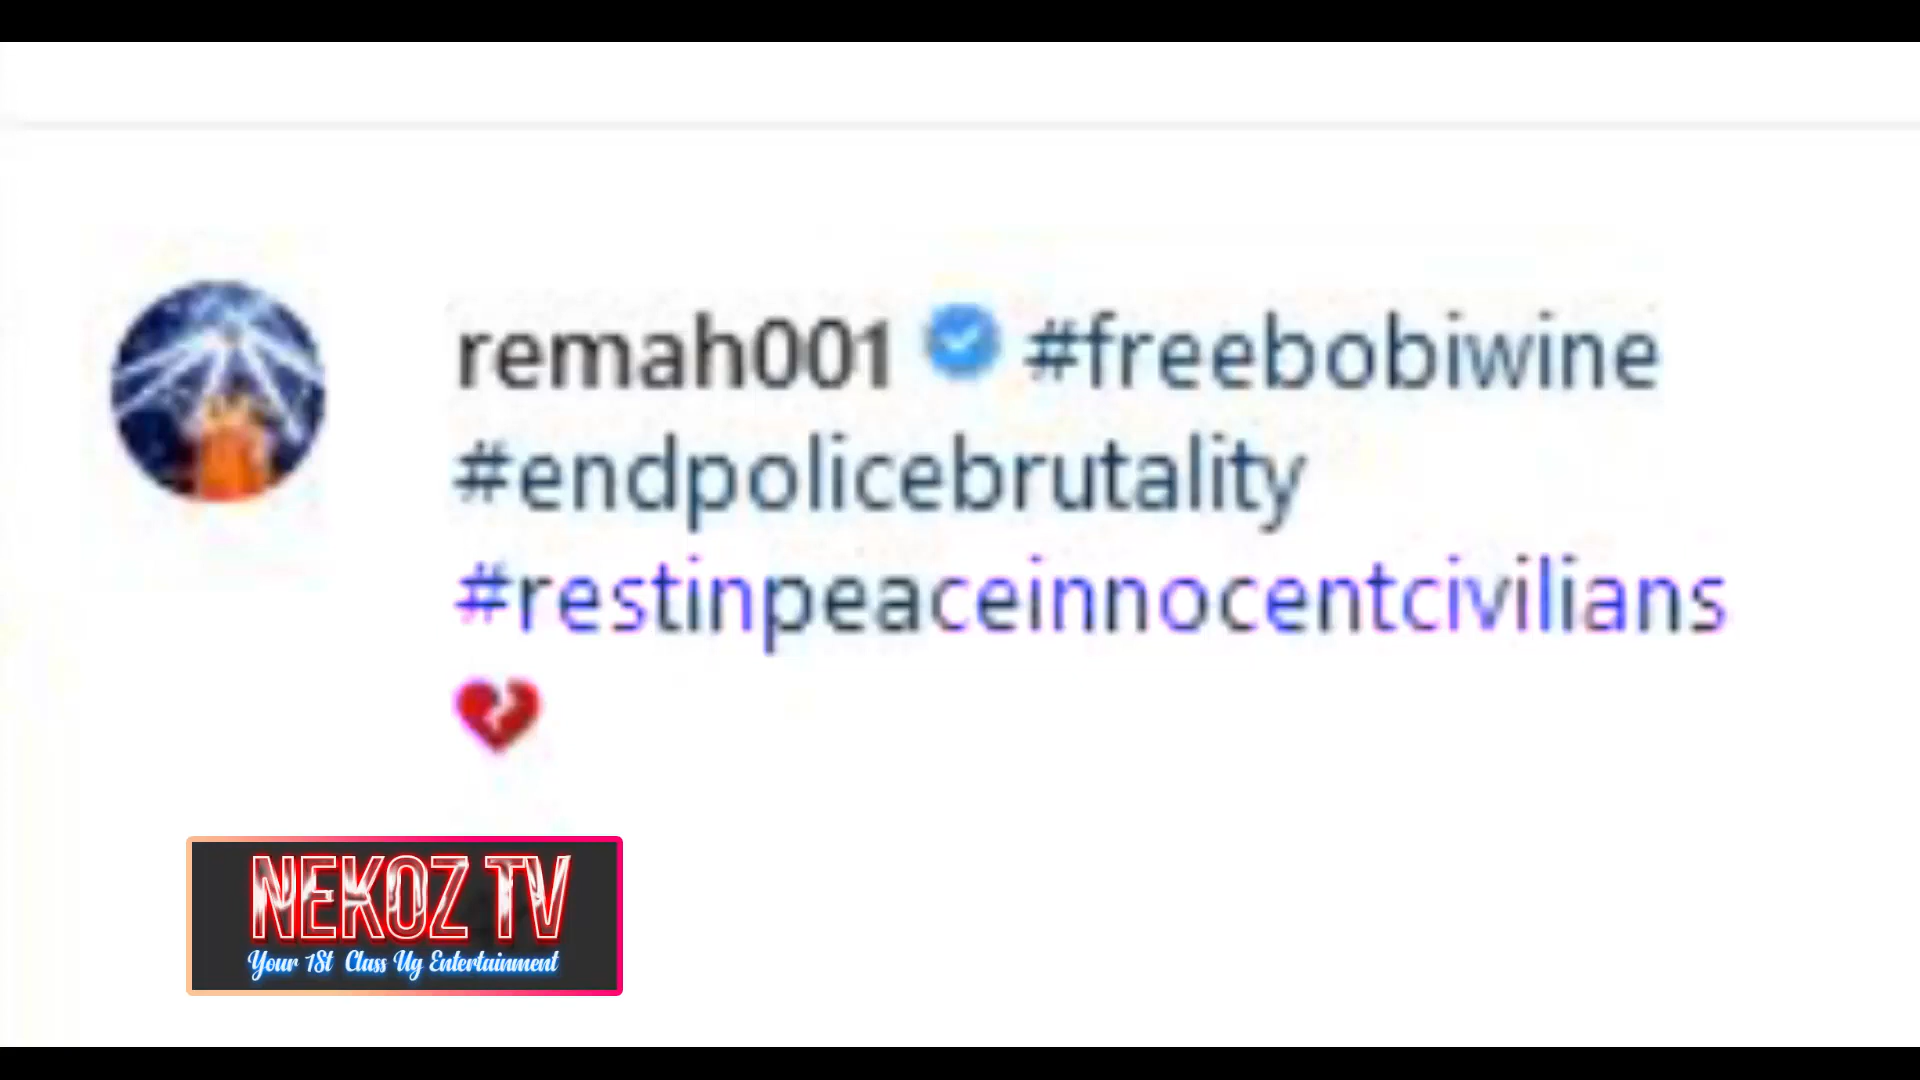 remah001 #freebobiwine
#endpolicebrutality
#restinpeaceinnocentcivilians
💔
NEKOZ TV
Your 1St Class Ug Entertainment